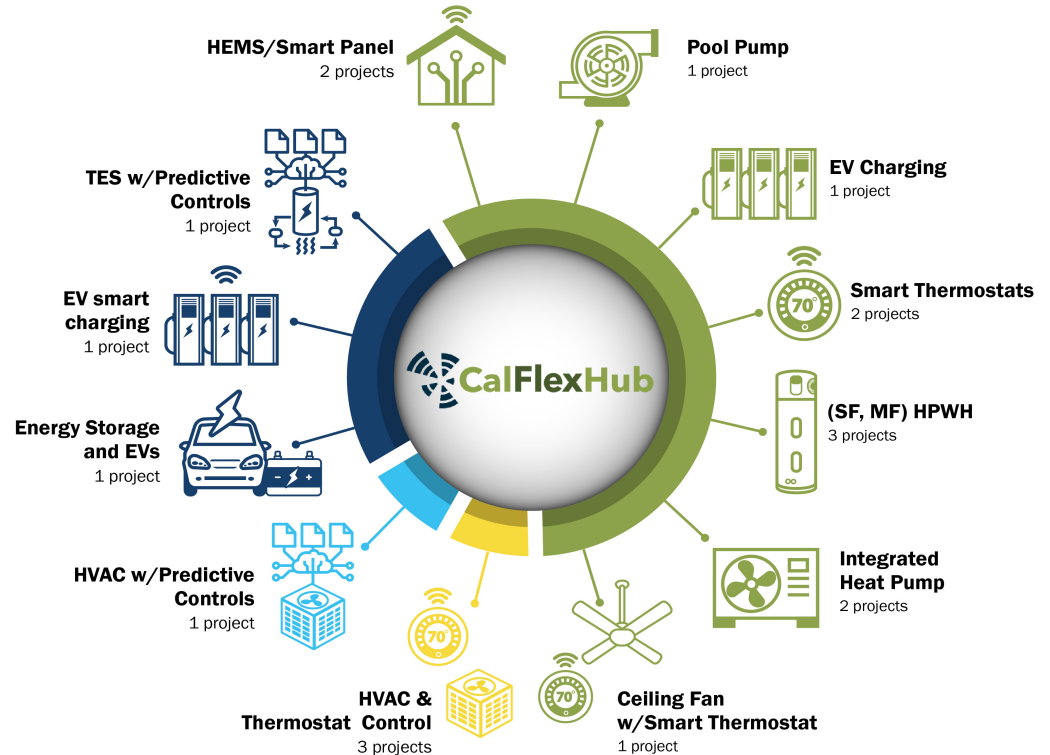 HEMS/Smart Panel
2 projects
Pool Pump
1 project
EV Charging
1 project
70°
Smart Thermostats
2 projects
(SF, MF) HPWH
3 projects
Integrated
Heat Pump
2 projects
70°
Ceiling Fan
w/Smart Thermostat
1 project
70°
HVAC &
Thermostat Control
3 projects
HVAC w/Predictive
Controls
1 project
Energy Storage
and EVs
1 project
EV smart
charging
1 project
TES w/Predictive
Controls
1 project
CalFlexHub